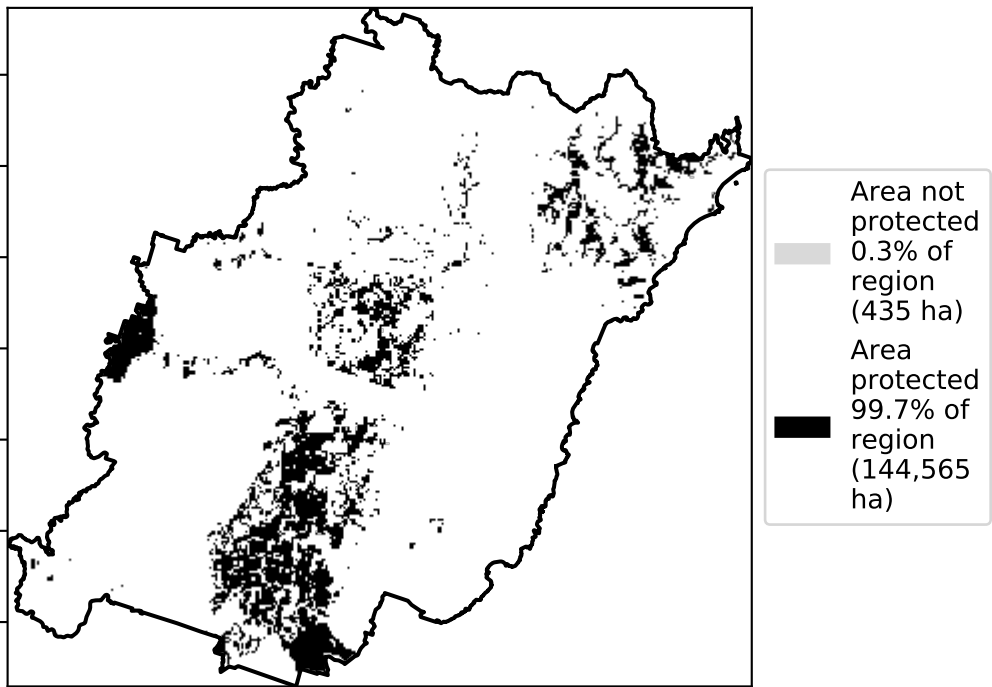 Area not
protected
0.3% of
region
(435 ha)
Area
protected
99.7% of
region
(144,565
ha)